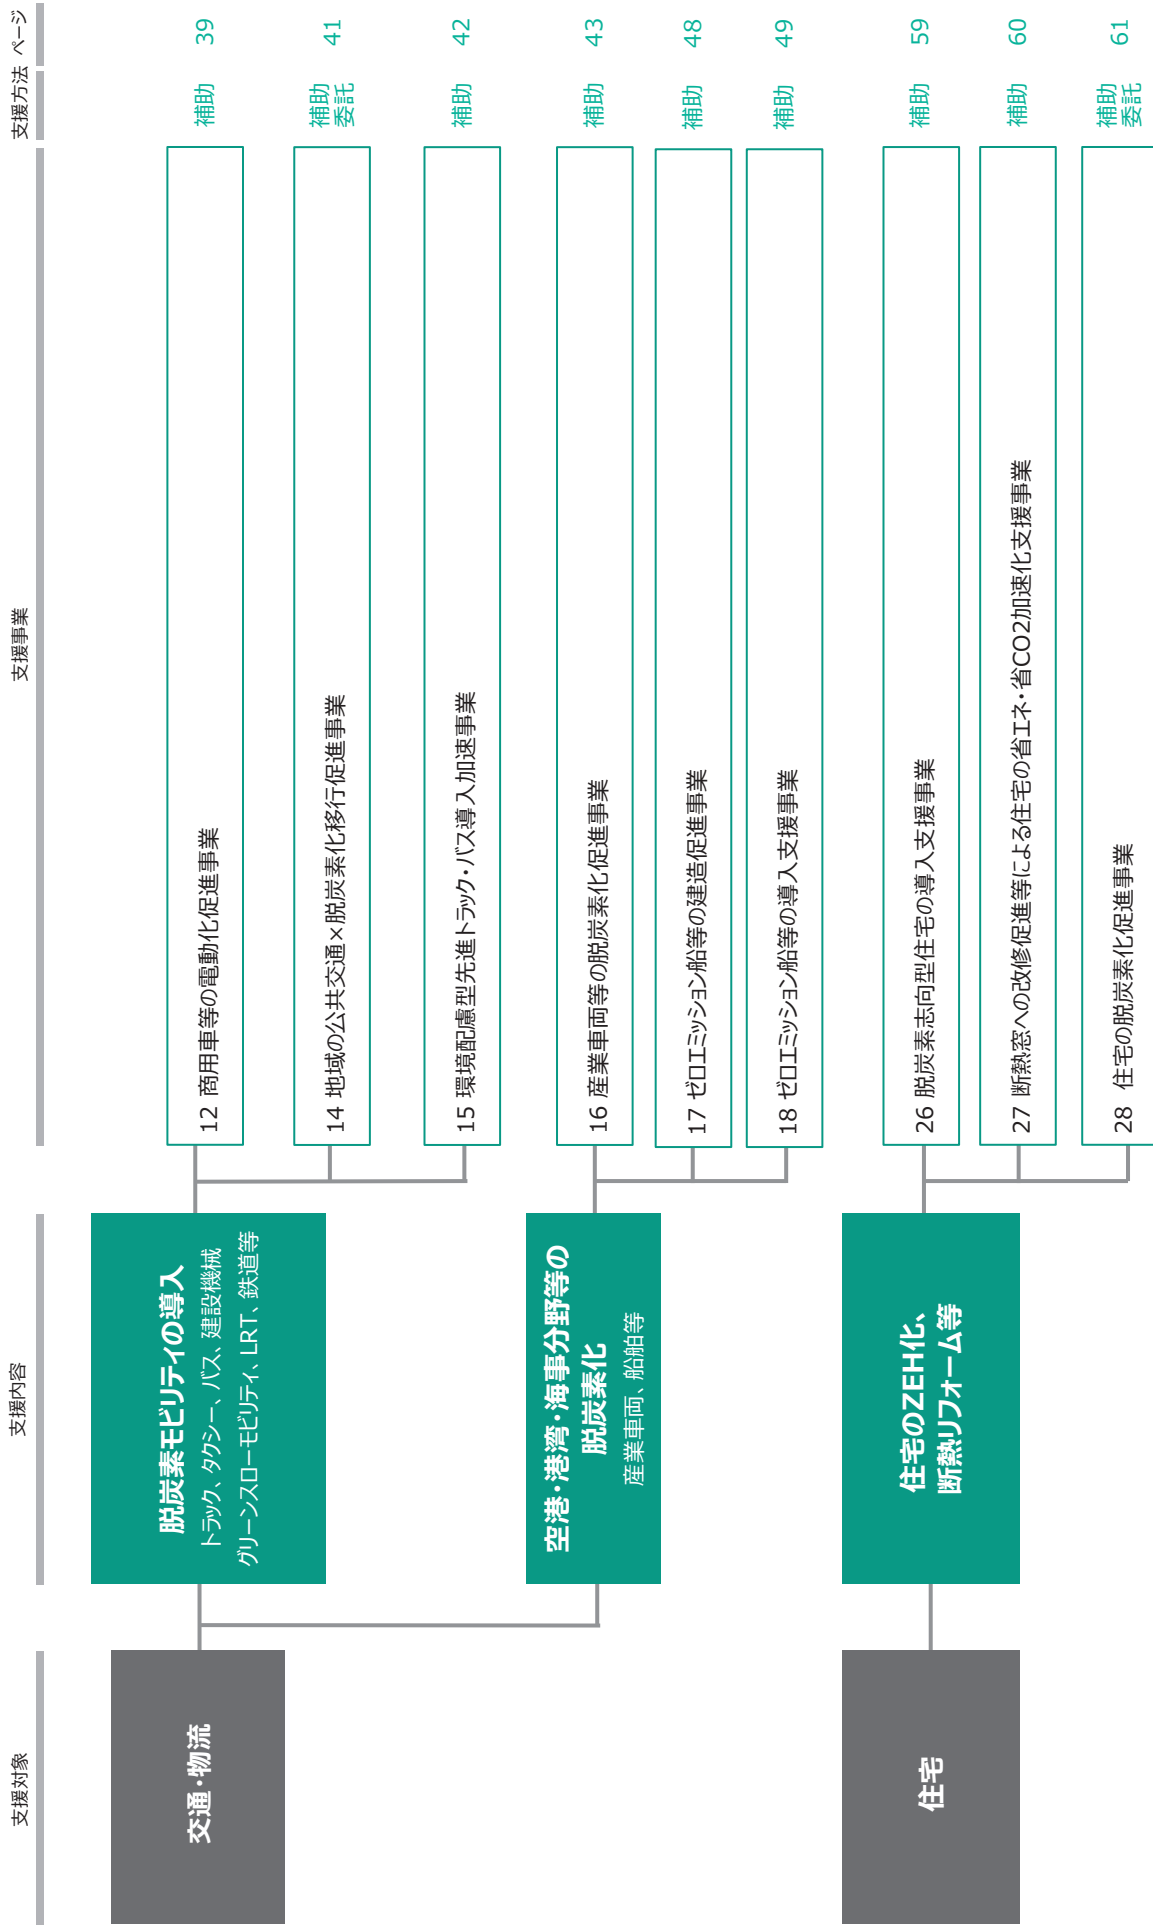 支援対象
支援内容
支援事業
支援方法
ページ
交通・物流
脱炭素モビリティの導入
トラック、タクシー、バス、建設機械
グリーンスローモビリティ、LRT、鉄道等
12 商用車等の電動化促進事業
補助
39
14 地域の公共交通×脱炭素化移行促進事業
補助
委託
41
15 環境配慮型先進トラック・バス導入加速事業
補助
42
空港・港湾・海事分野等の
脱炭素化
産業車両、船舶等
16 産業車両等の脱炭素化促進事業
補助
43
17 ゼロエミッション船等の建造促進事業
補助
48
18 ゼロエミッション船等の導入支援事業
補助
49
住宅
住宅のZEH化、
断熱リフォーム等
26 脱炭素志向型住宅の導入支援事業
補助
59
27 断熱窓への改修促進等による住宅の省エネ・省CO2加速化支援事業
補助
60
28 住宅の脱炭素化促進事業
補助
委託
61